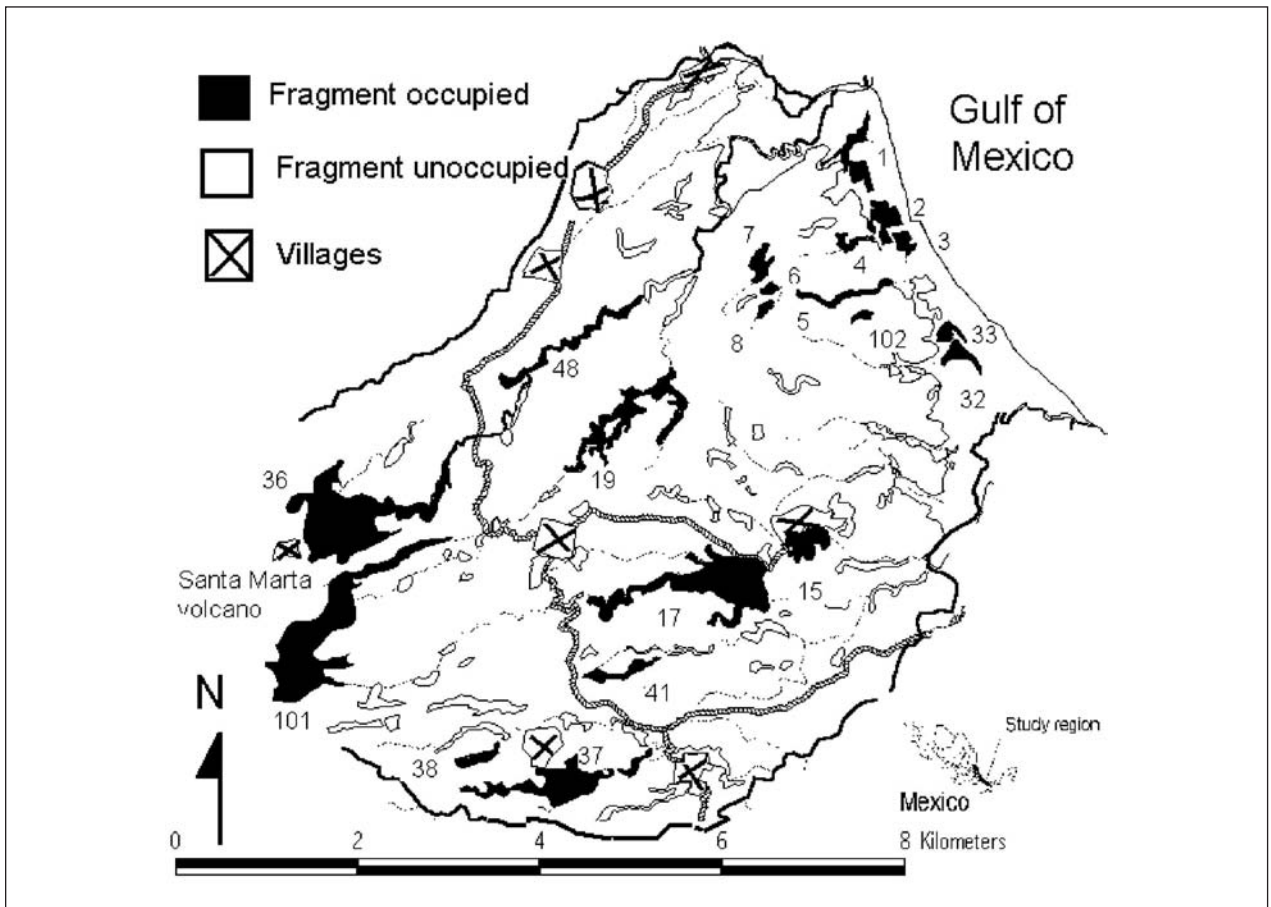 Fragment occupied
Fragment unoccupied
Villages
Gulf of
Mexico
1
2
3
7
4
6
5
102
33
8
48
32
36
19
Santa Marta
volcano
15
17
41
N
101
Study region
38
37
Mexico
0
2
4
6
8 Kilometers